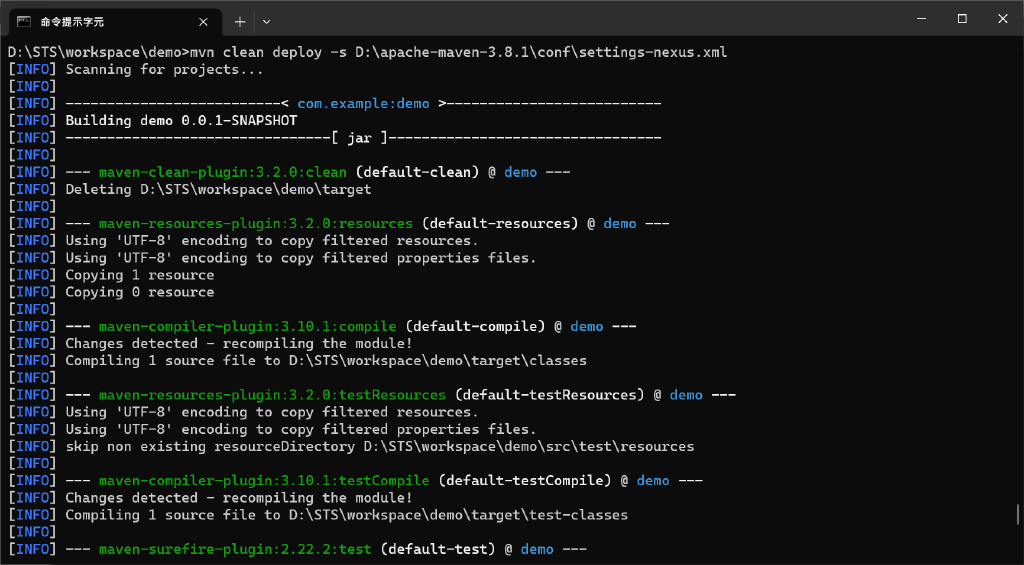 命令提示字元
D:\STS\workspace\demo>mvn clean deploy -s D:\apache-maven-3.8.1\conf\settings-nexus.xml
[INFO] Scanning for projects...
[INFO]
[INFO] --------------------------< com.example:demo >--------------------------
[INFO] Building demo 0.0.1-SNAPSHOT
[INFO] --------------------------------[ jar ]---------------------------------
[INFO]
[INFO] --- maven-clean-plugin:3.2.0:clean (default-clean) @ demo ---
[INFO] Deleting D:\STS\workspace\demo\target
[INFO]
[INFO] --- maven-resources-plugin:3.2.0:resources (default-resources) @ demo ---
[INFO] Using 'UTF-8' encoding to copy filtered resources.
[INFO] Using 'UTF-8' encoding to copy filtered properties files.
[INFO] Copying 1 resource
[INFO] Copying 0 resource
[INFO]
[INFO] --- maven-compiler-plugin:3.10.1:compile (default-compile) @ demo ---
[INFO] Changes detected - recompiling the module!
[INFO] Compiling 1 source file to D:\STS\workspace\demo\target\classes
[INFO]
[INFO] --- maven-resources-plugin:3.2.0:testResources (default-testResources) @ demo ---
[INFO] Using 'UTF-8' encoding to copy filtered resources.
[INFO] Using 'UTF-8' encoding to copy filtered properties files.
[INFO] skip non existing resourceDirectory D:\STS\workspace\demo\src\test\resources
[INFO]
[INFO] --- maven-compiler-plugin:3.10.1:testCompile (default-testCompile) @ demo ---
[INFO] Changes detected - recompiling the module!
[INFO] Compiling 1 source file to D:\STS\workspace\demo\target\test-classes
[INFO]
[INFO] --- maven-surefire-plugin:2.22.2:test (default-test) @ demo ---